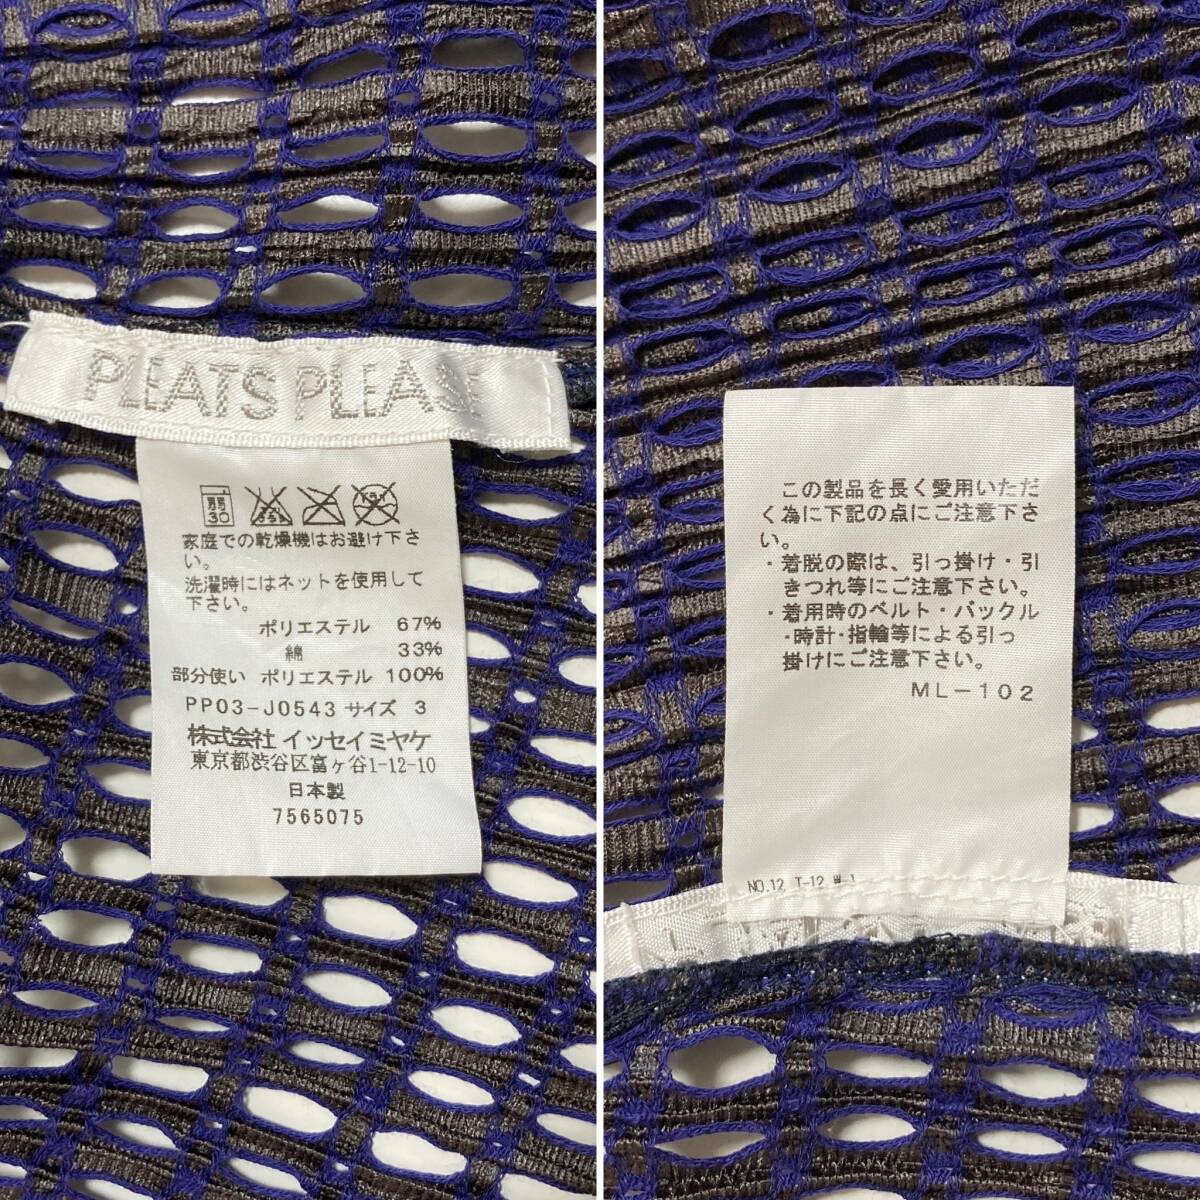 PLEATS PLEASE
30
家庭での乾燥機はお避け下さ
い。
洗濯時にはネットを使用して
下さい。
ポリエステル 67%
綿 33%
部分使い ポリエステル 100%
PP03-J0543 サイズ 3
株式会社 イッセイミヤケ
東京都渋谷区富ヶ谷1-12-10
日本製
7565075
この製品を長く愛用いただ
く為に下記の点にご注意下さ
い。
・着脱の際は、引っ掛け・引
きつれ等にご注意下さい。
・着用時のベルト・バックル
・時計・指輪等による引っ
掛けにご注意下さい。
ML-102
NO.12 T-12